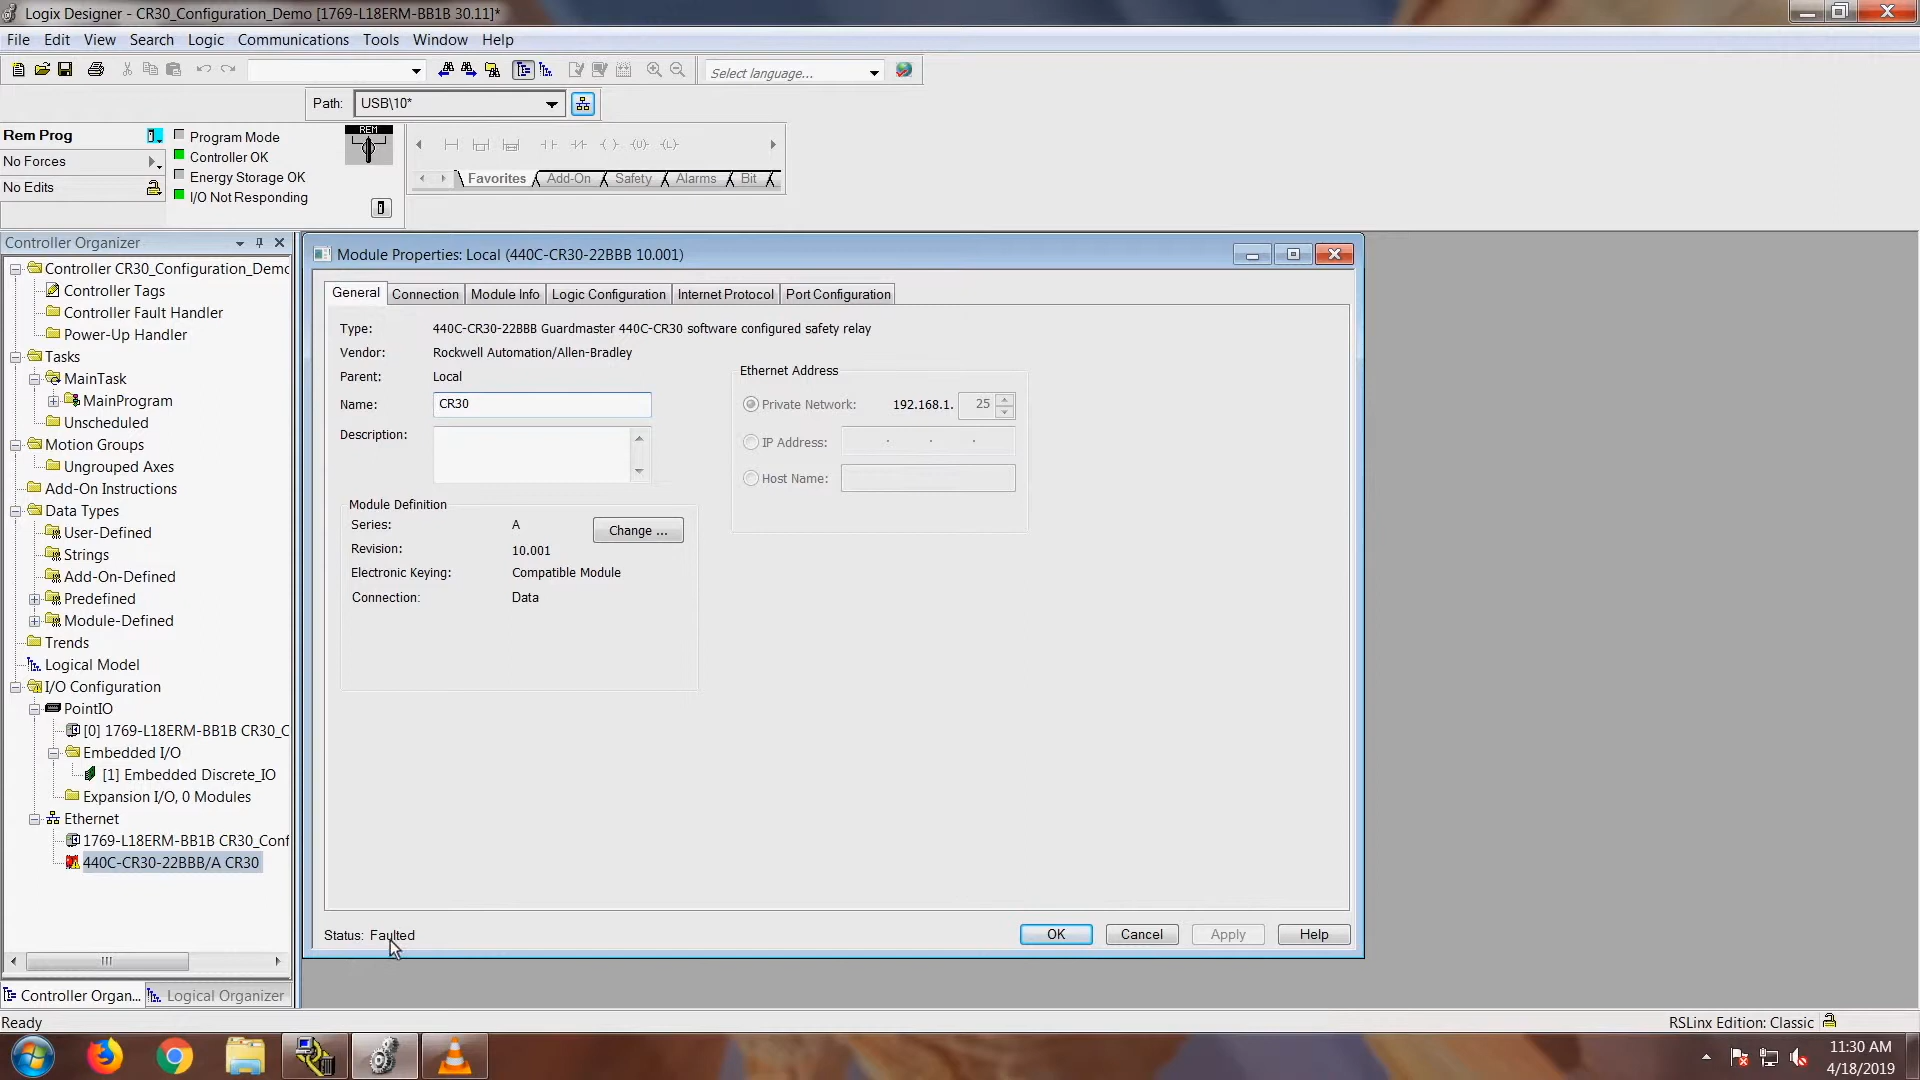 Logix Designer - CR30_Configuration_Demo [1769-L18ERM-BB1B 30.11]*
File Edit View Search Logic Communications Tools Window Help
Select language...
Path: USB\10*
Rem Prog
No Forces
No Edits
Program Mode
Controller OK
Energy Storage OK
I/O Not Responding
REM
Favorites Add-On Safety Alarms Bit
Controller Organizer
Controller CR30_Configuration_Demo
Controller Tags
Controller Fault Handler
Power-Up Handler
Tasks
MainTask
MainProgram
Unscheduled
Motion Groups
Ungrouped Axes
Add-On Instructions
Data Types
User-Defined
Strings
Add-On-Defined
Predefined
Module-Defined
Trends
Logical Model
I/O Configuration
PointIO
[0] 1769-L18ERM-BB1B CR30_C
Embedded I/O
[1] Embedded Discrete_IO
Expansion I/O, 0 Modules
Ethernet
1769-L18ERM-BB1B CR30_Conf
440C-CR30-22BBB/A CR30
Controller Organ...
Logical Organizer
Module Properties: Local (440C-CR30-22BBB 10.001)
General Connection Module Info Logic Configuration Internet Protocol Port Configuration
Type: 440C-CR30-22BBB Guardmaster 440C-CR30 software configured safety relay
Vendor: Rockwell Automation/Allen-Bradley
Parent: Local
Name: CR30
Description:
Module Definition
Series: A
Change ...
Revision: 10.001
Electronic Keying: Compatible Module
Connection: Data
Ethernet Address
Private Network: 192.168.1. 25
IP Address: . . .
Host Name:
Status: Faulted
OK Cancel Apply Help
Ready
RSLinx Edition: Classic
11:30 AM
4/18/2019